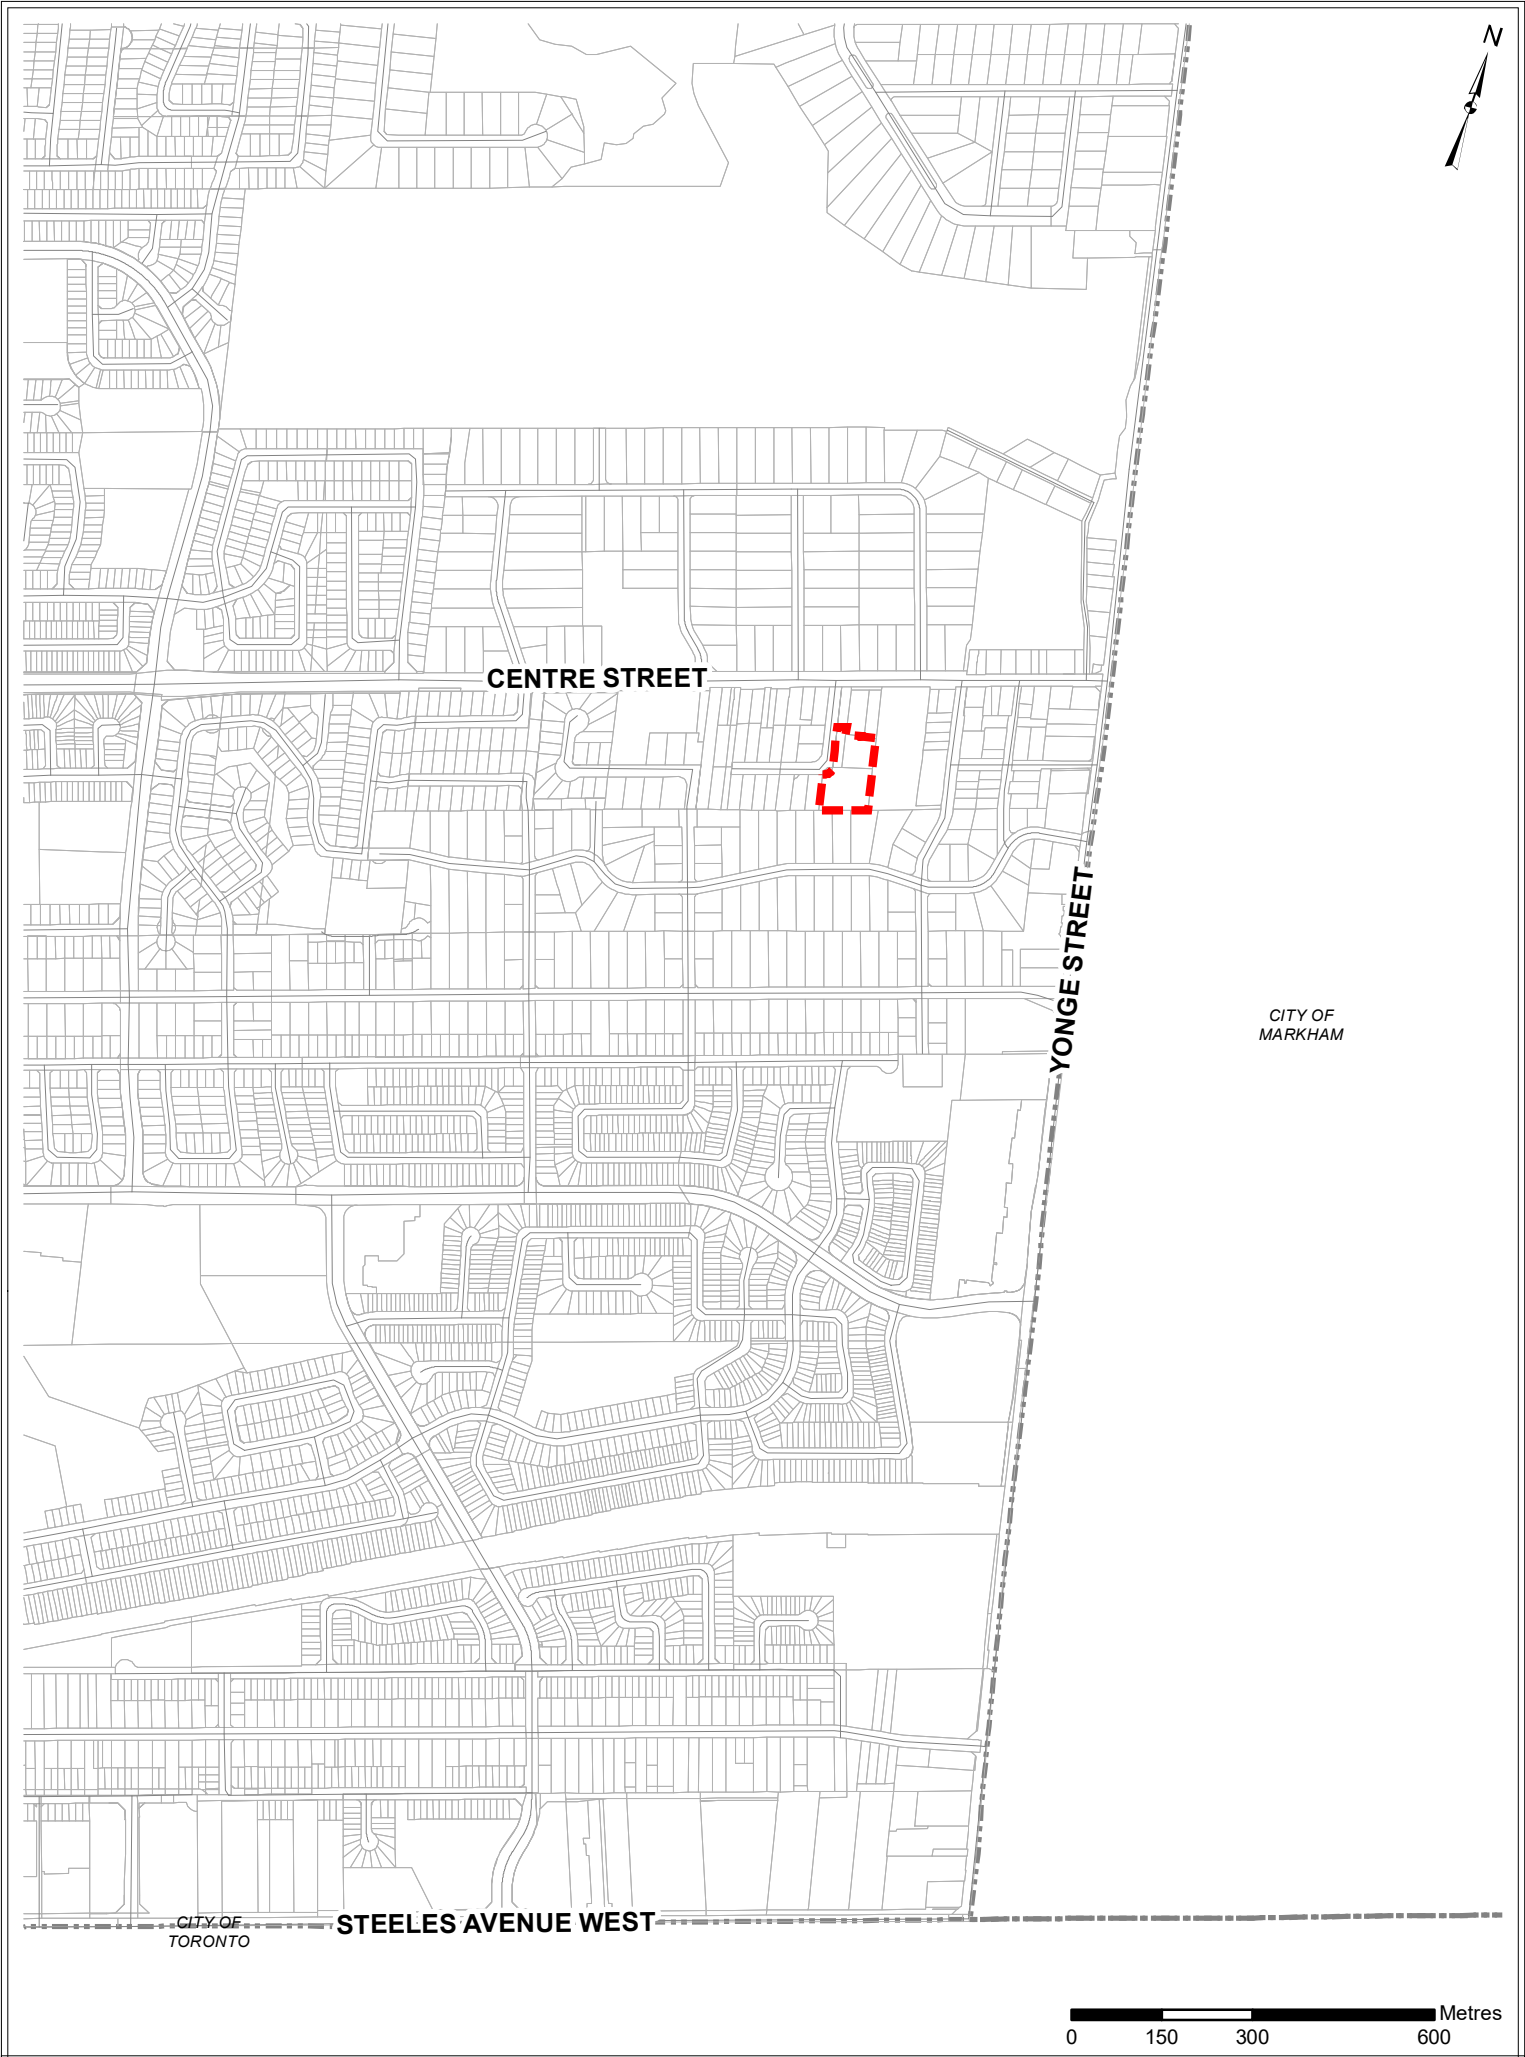 N
CENTRE STREET
YONGE STREET
CITY OF
MARKHAM
CITY OF
TORONTO
STEELES AVENUE WEST
Metres
0 150 300 600